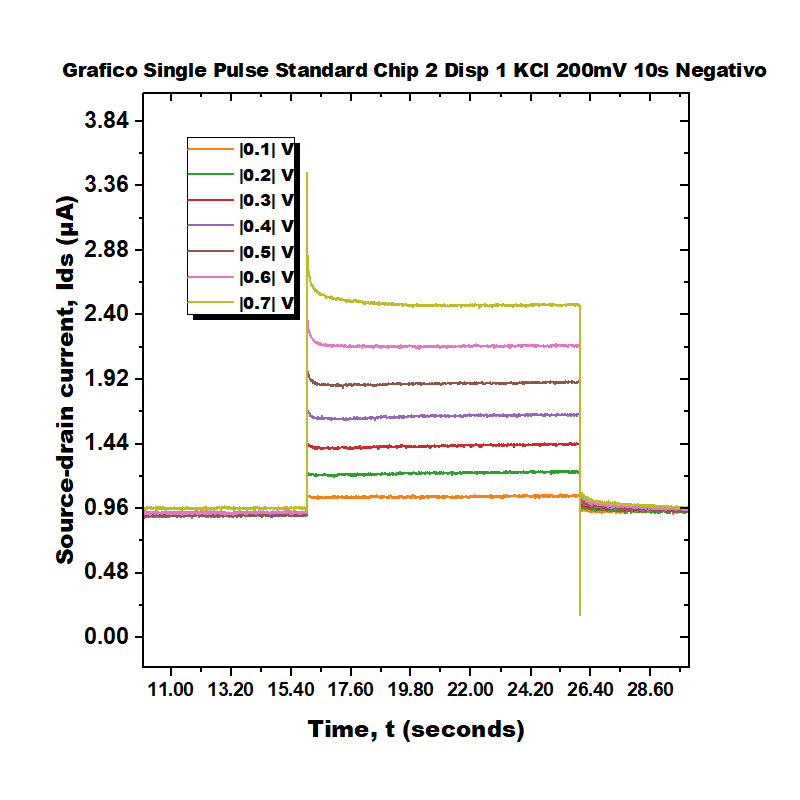 Grafico Single Pulse Standard Chip 2 Disp 1 KCl 200mV 10s Negativo
|0.1| V
|0.2| V
|0.3| V
|0.4| V
|0.5| V
|0.6| V
|0.7| V
Source-drain current, Ids (µA)
3.84
3.36
2.88
2.40
1.92
1.44
0.96
0.48
0.00
11.00 13.20 15.40 17.60 19.80 22.00 24.20 26.40 28.60
Time, t (seconds)